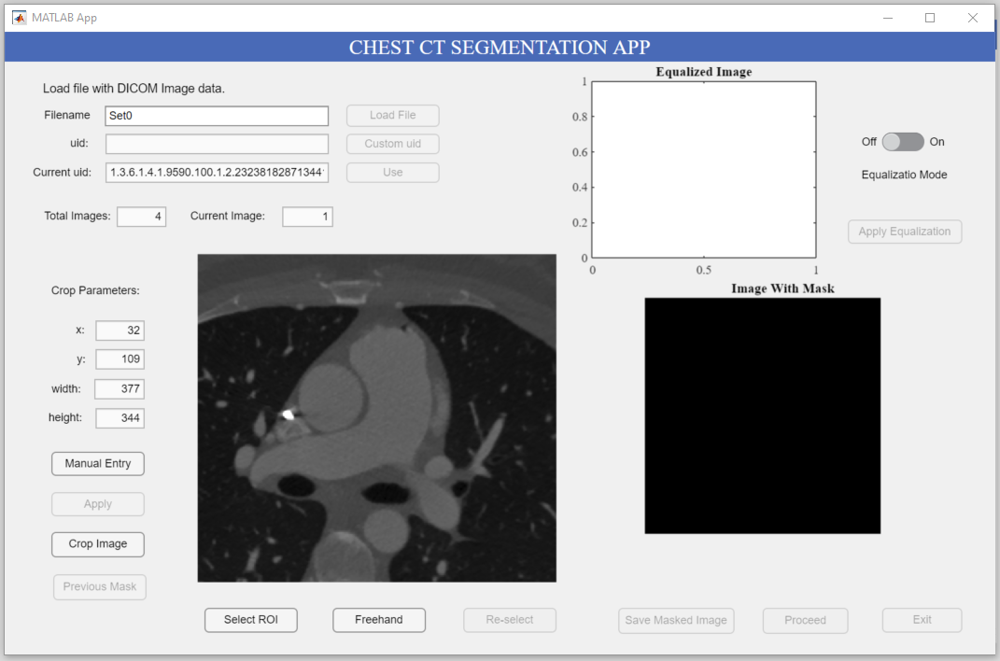 MATLAB App
CHEST CT SEGMENTATION APP
Load file with DICOM Image data.
Filename Set0 Load File
uid: Custom uid
Current uid: 1.3.6.1.4.1.9590.100.1.2.23238182871344 Use
Total Images: 4 Current Image: 1
Equalized Image
1
0.8
0.6
0.4
0.2
0
0 0.5 1
Off On
Equalizatio Mode
Apply Equalization
Image With Mask
Crop Parameters:
x: 32
y: 109
width: 377
height: 344
Manual Entry
Apply
Crop Image
Previous Mask
Select ROI Freehand Re-select Save Masked Image Proceed Exit